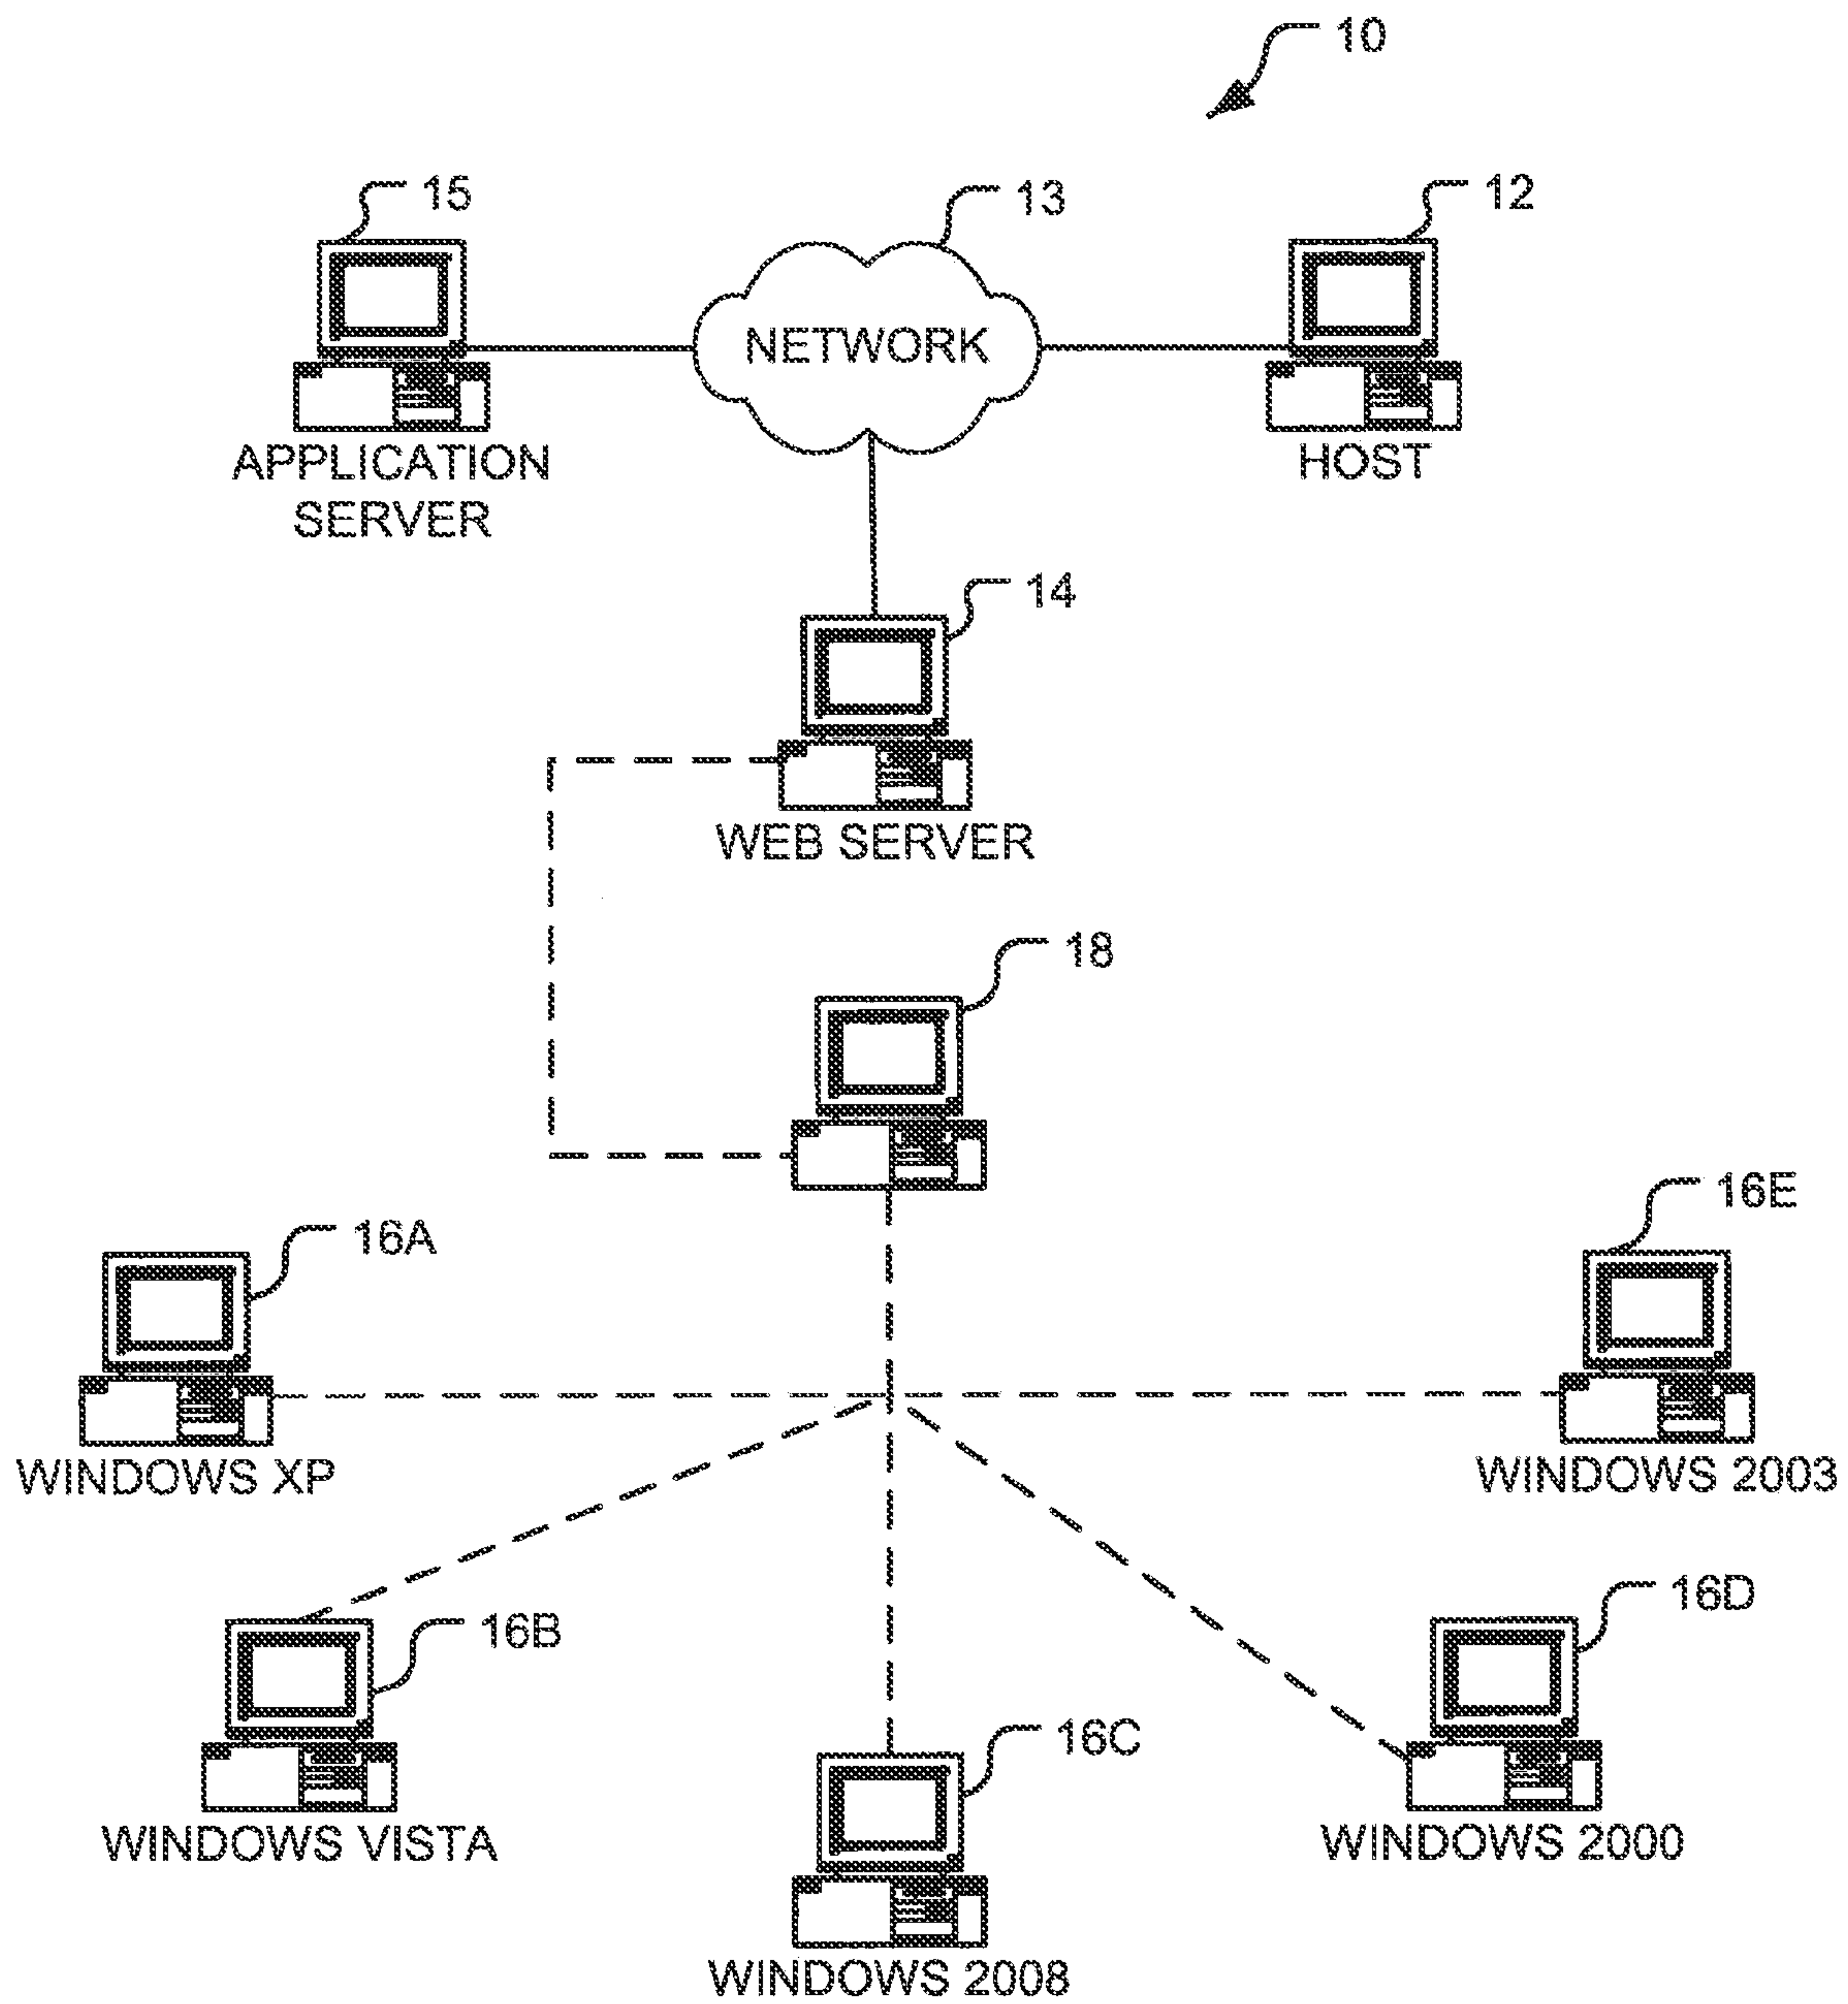 10
15
13
12
NETWORK
APPLICATION
SERVER
HOST
14
WEB SERVER
18
16E
16A
WINDOWS XP
WINDOWS 2003
16D
16B
16C
WINDOWS VISTA
WINDOWS 2000
WINDOWS 2008